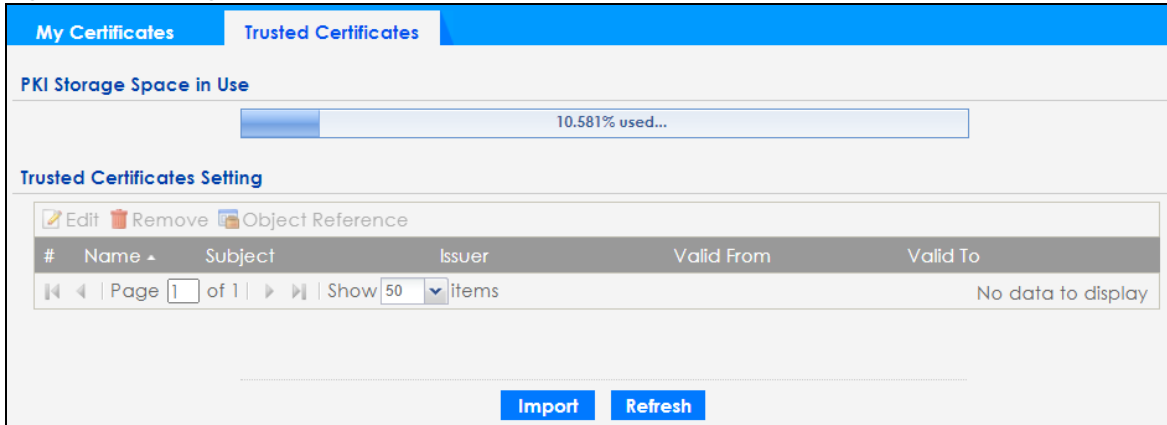 My Certificates Trusted Certificates
PKI Storage Space in Use
10.581% used...
Trusted Certificates Setting
Edit Remove Object Reference
# Name Subject Issuer Valid From Valid To
Page 1 of 1 Show 50 items No data to display
Import Refresh